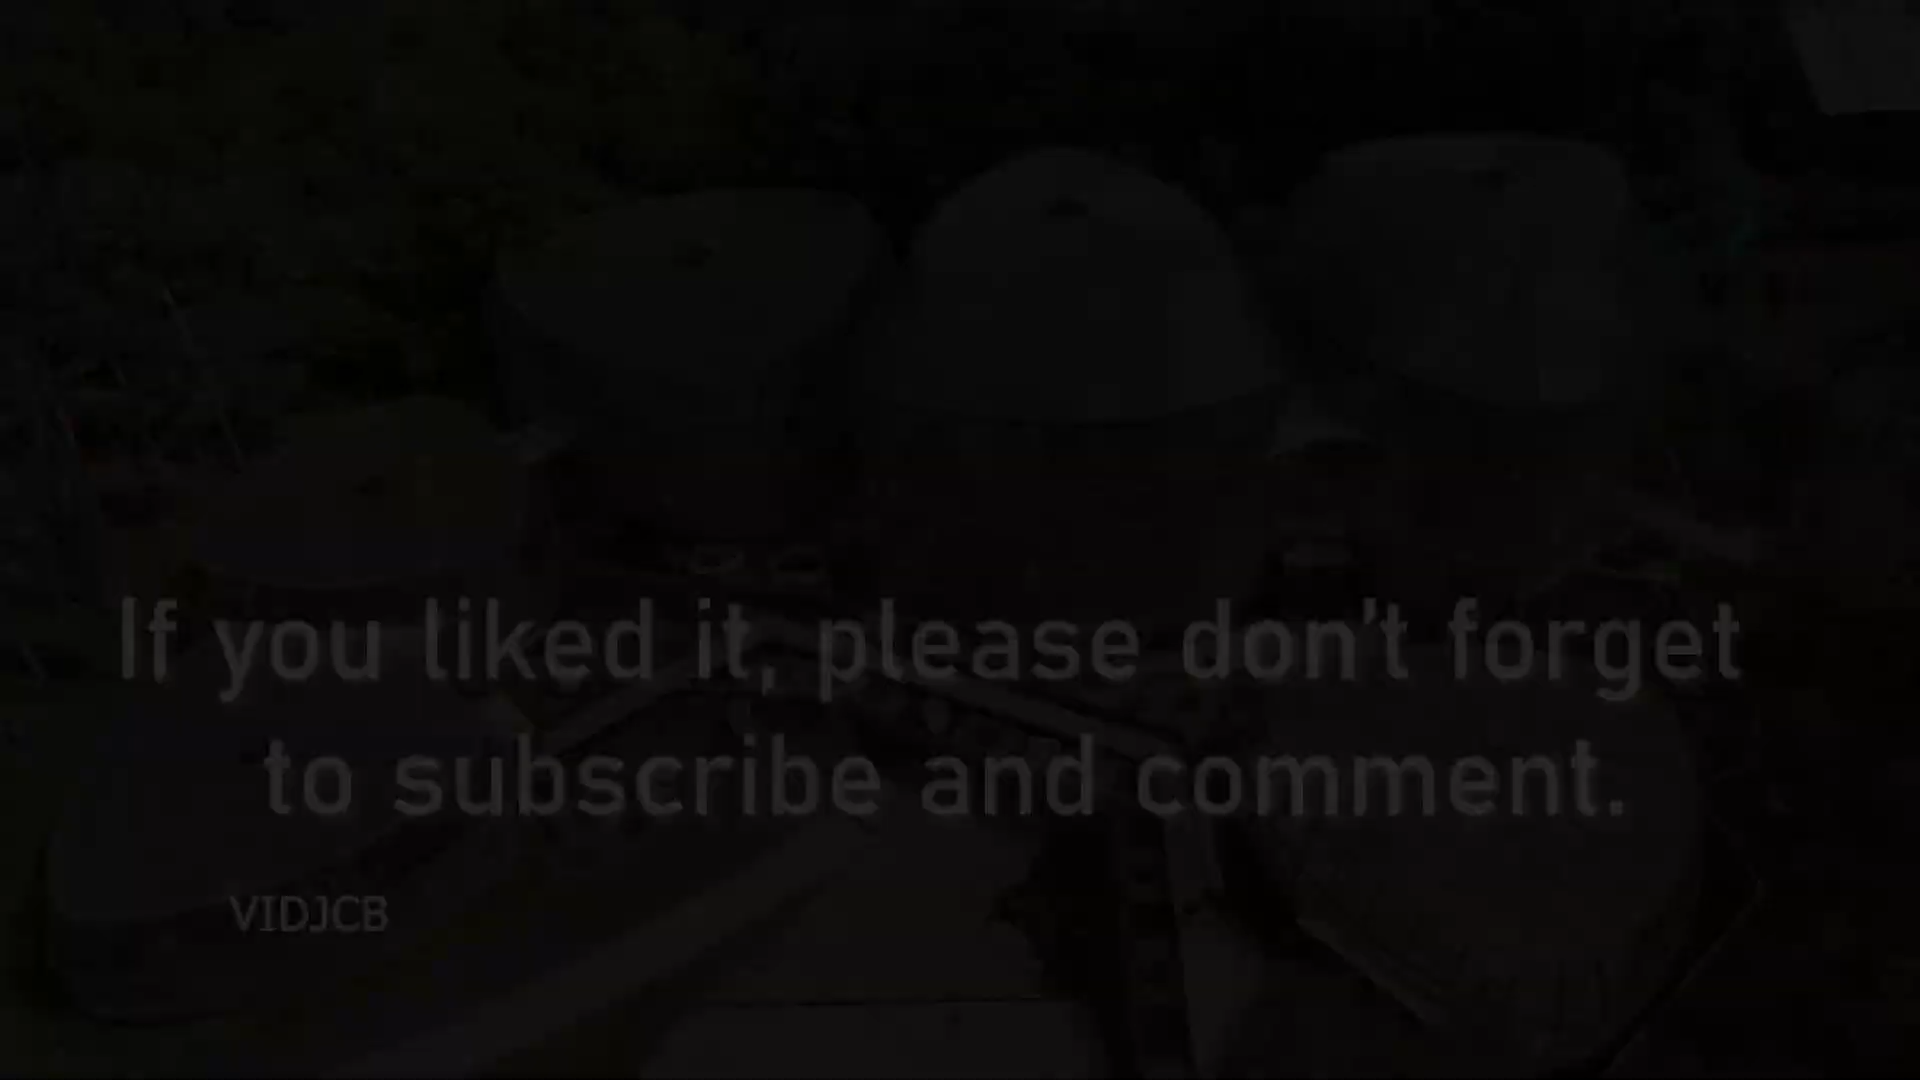 If you liked it, please don't forget
to subscribe and comment.
VIDJCB